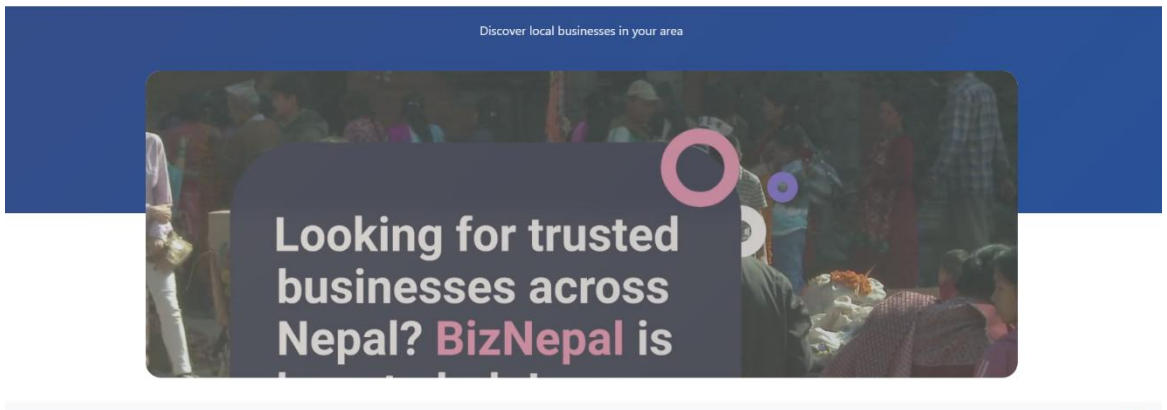 Discover local businesses in your area
Looking for trusted
businesses across
Nepal? BizNepal is